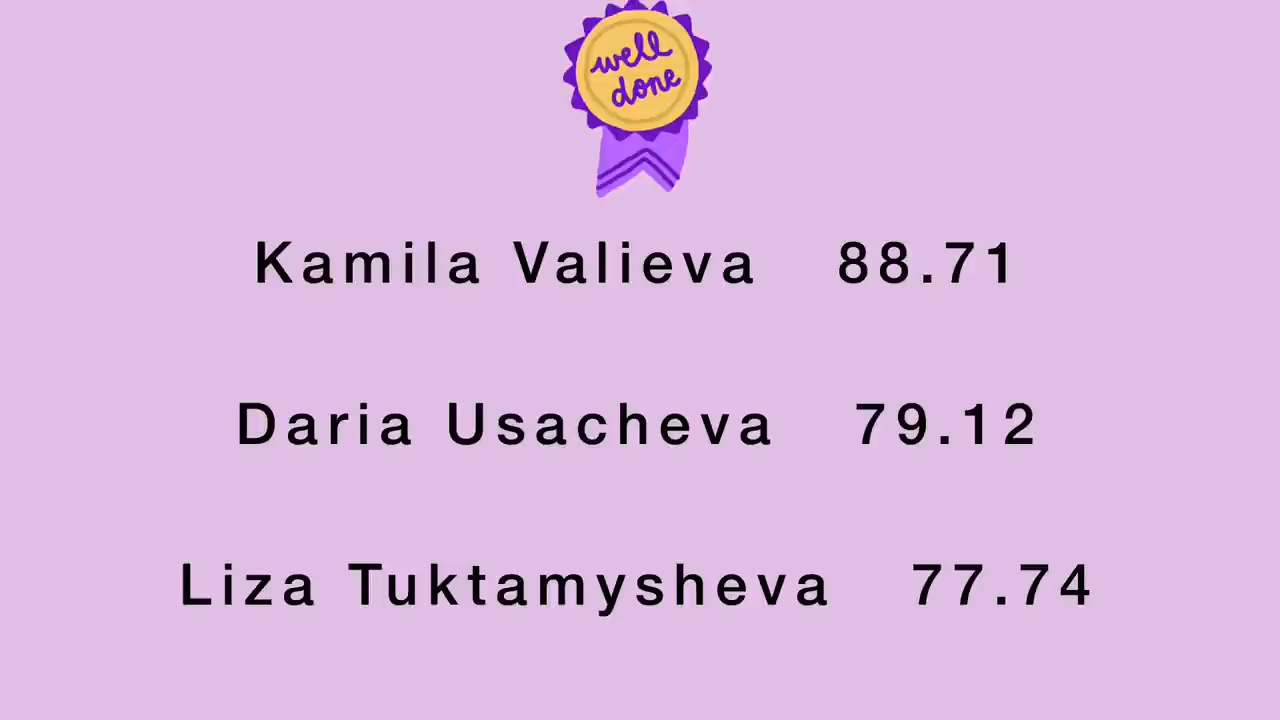 well
done
Kamila Valieva 88.71
Daria Usacheva 79.12
Liza Tuktamysheva 77.74